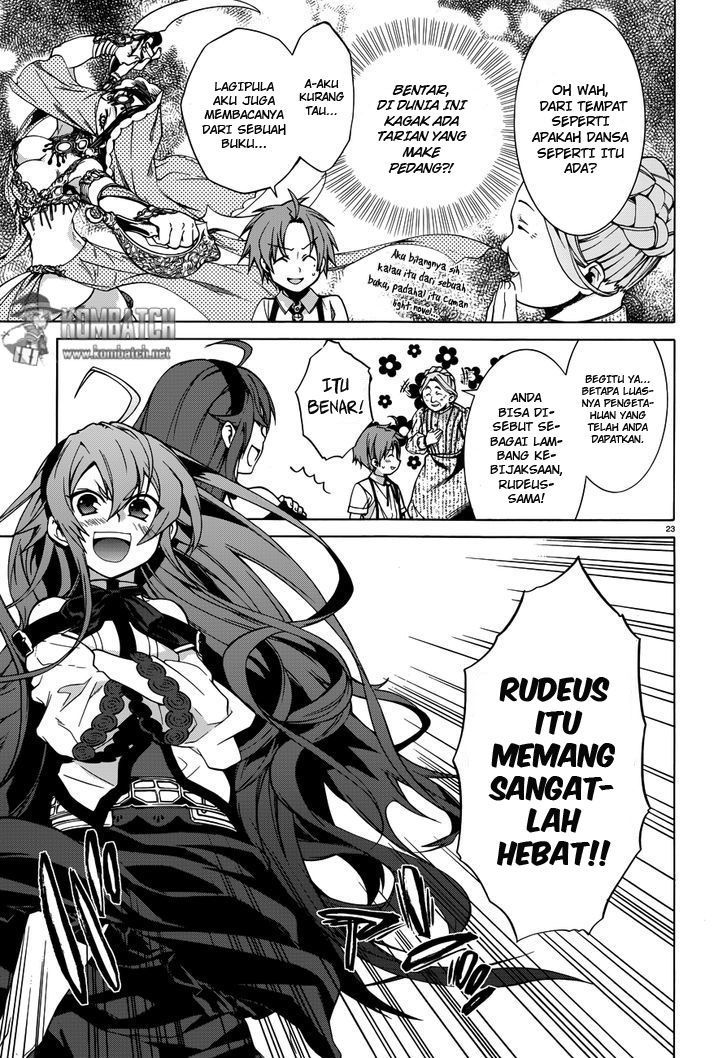 OH WAH,
DARI TEMPAT
SEPERTI
APAKAH DANSA
SEPERTI ITU
ADA?
BENTAR,
DI DUNIA INI
KAGAK ADA
TARIAN YANG
MAKE
PEDANG?!
A-AKU
KURANG
TAU...
LAGIPULA
AKU JUGA
MEMBACANYA
DARI SEBUAH
BUKU...
Aku bilangnya sih
kalau itu dari sebuah
buku, padahal itu cuman
light novel
KOMBATCH
www.kombatch.net
BEGITU YA...
BETAPA LUAS-
NYA PENGETA-
HUAN YANG
TELAH ANDA
DAPATKAN.
ANDA
BISA DI-
SEBUT SE-
BAGAI LAM-
BANG KE-
BIJAKSAAN,
RUDEUS-
SAMA!
ITU
BENAR!
23
RUDEUS
ITU
MEMANG
SANGAT-
LAH
HEBAT!!